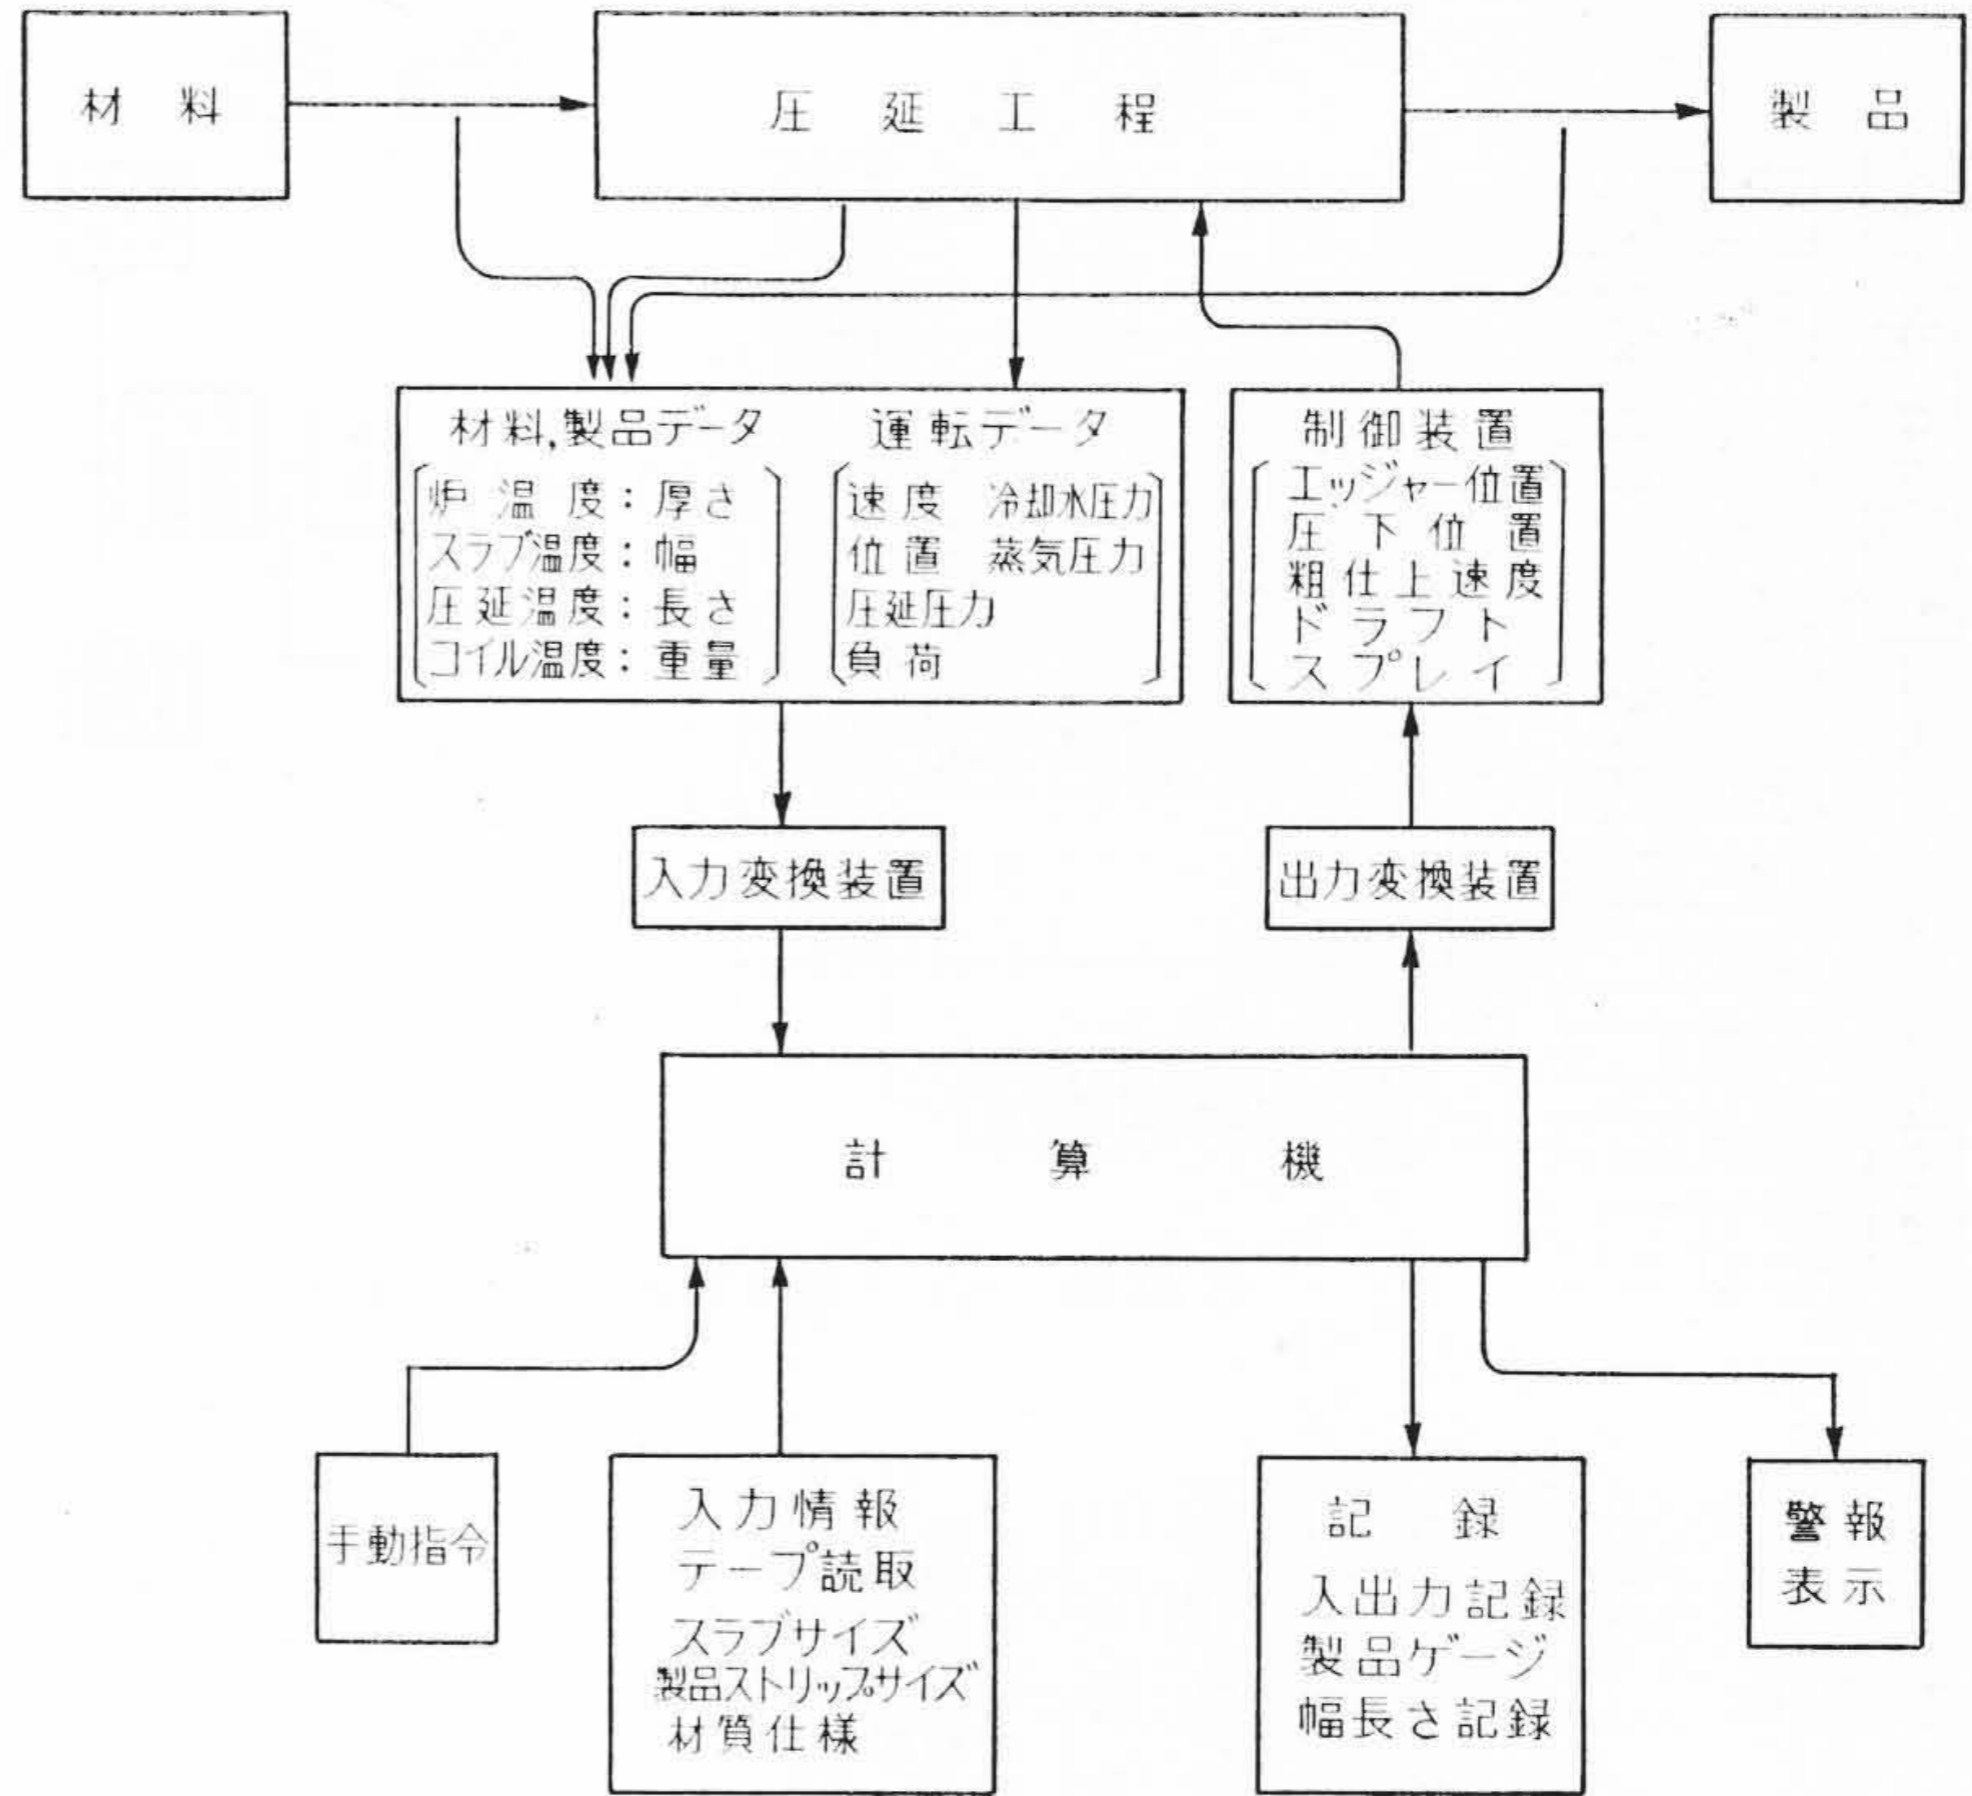 材料
圧延工程
製品
材料,製品データ
炉温度：厚さ
スラブ温度：幅
圧延温度：長さ
コイル温度：重量
運転データ
速度 冷却水圧力
位置 蒸気圧力
圧延圧力
負荷
制御装置
エッジャー位置
圧下位置
粗仕上速度
ドラフト
スプレイ
入力変換装置
出力変換装置
計算機
手動指令
入力情報
テープ読取
スラブサイズ
製品ストリップサイズ
材質仕様
記録
入出力記録
製品ゲージ
幅長さ記録
警報
表示